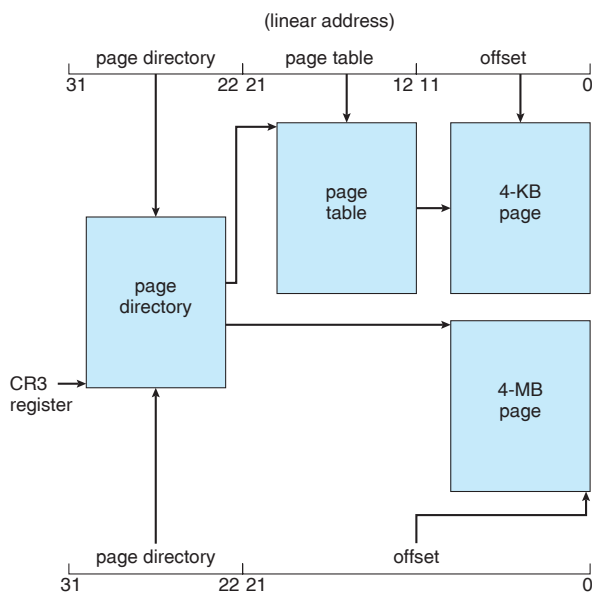 (linear address)
page directory page table offset
31 22 21 12 11 0
page
table
4-KB
page
page
directory
CR3
register
4-MB
page
page directory offset
31 22 21 0